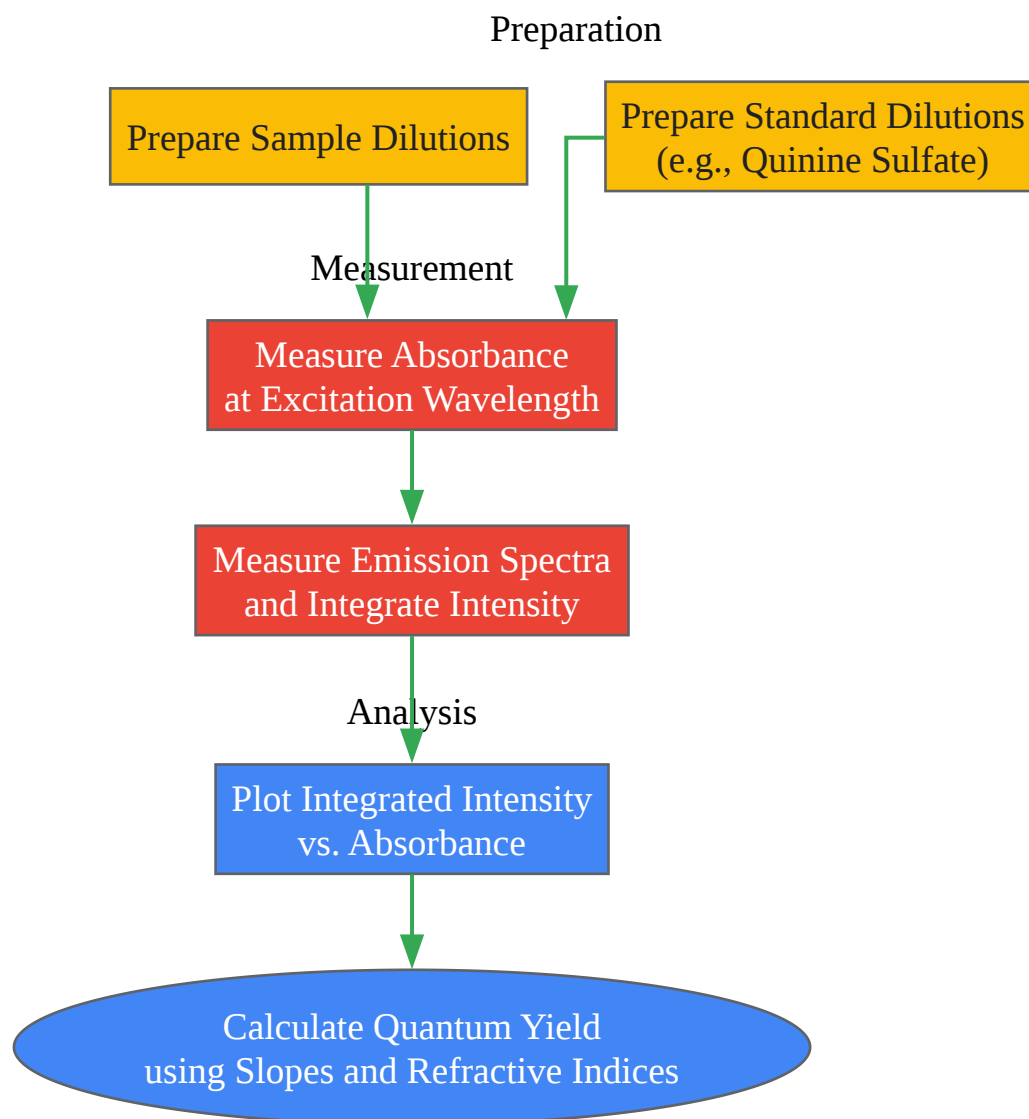 Preparation
Prepare Sample Dilutions
Prepare Standard Dilutions
(e.g., Quinine Sulfate)
Measurement
Measure Absorbance
at Excitation Wavelength
Measure Emission Spectra
and Integrate Intensity
Analysis
Plot Integrated Intensity
vs. Absorbance
Calculate Quantum Yield
using Slopes and Refractive Indices